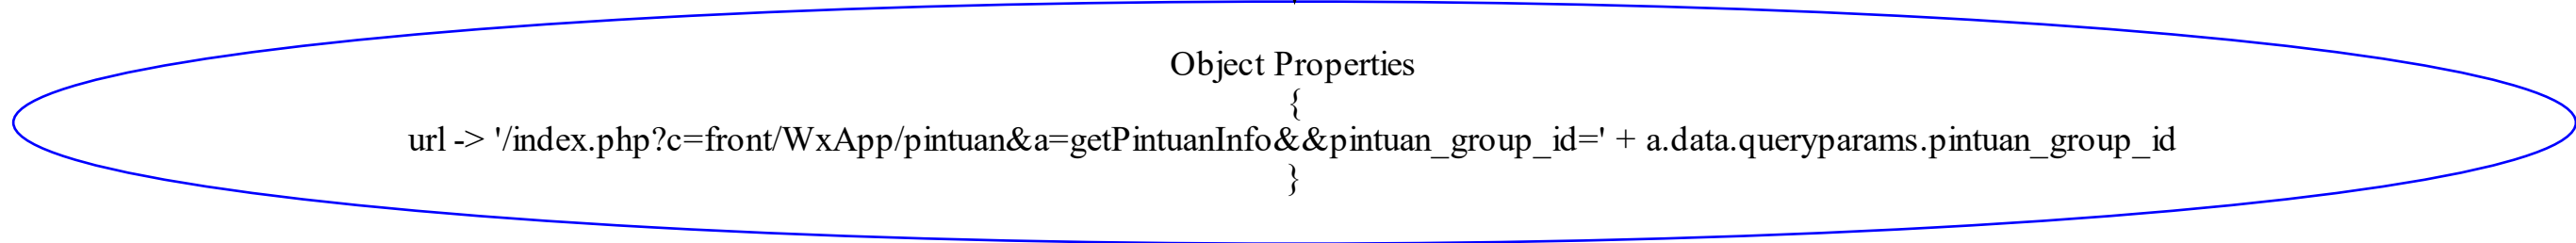 Object Properties
{
url -> '/index.php?c=front/WxApp/pintuan&a=getPintuanInfo&&pintuan_group_id=' + a.data.queryparams.pintuan_group_id
}